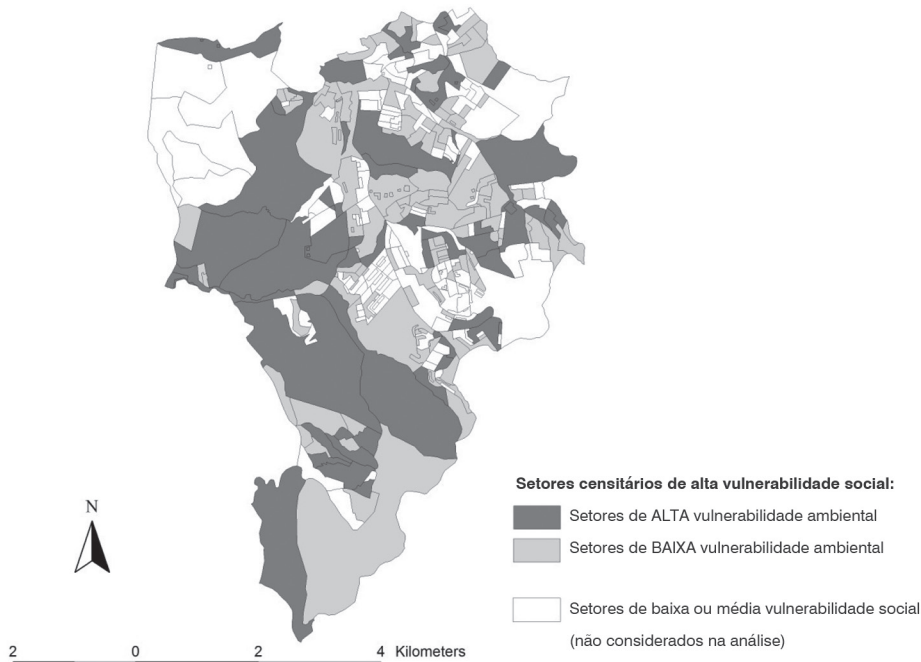 Setores censitários de alta vulnerabilidade social:
Setores de ALTA vulnerabilidade ambiental
Setores de BAIXA vulnerabilidade ambiental
N
Setores de baixa ou média vulnerabilidade social
(não considerados na análise)
2 0 2 4 Kilometers